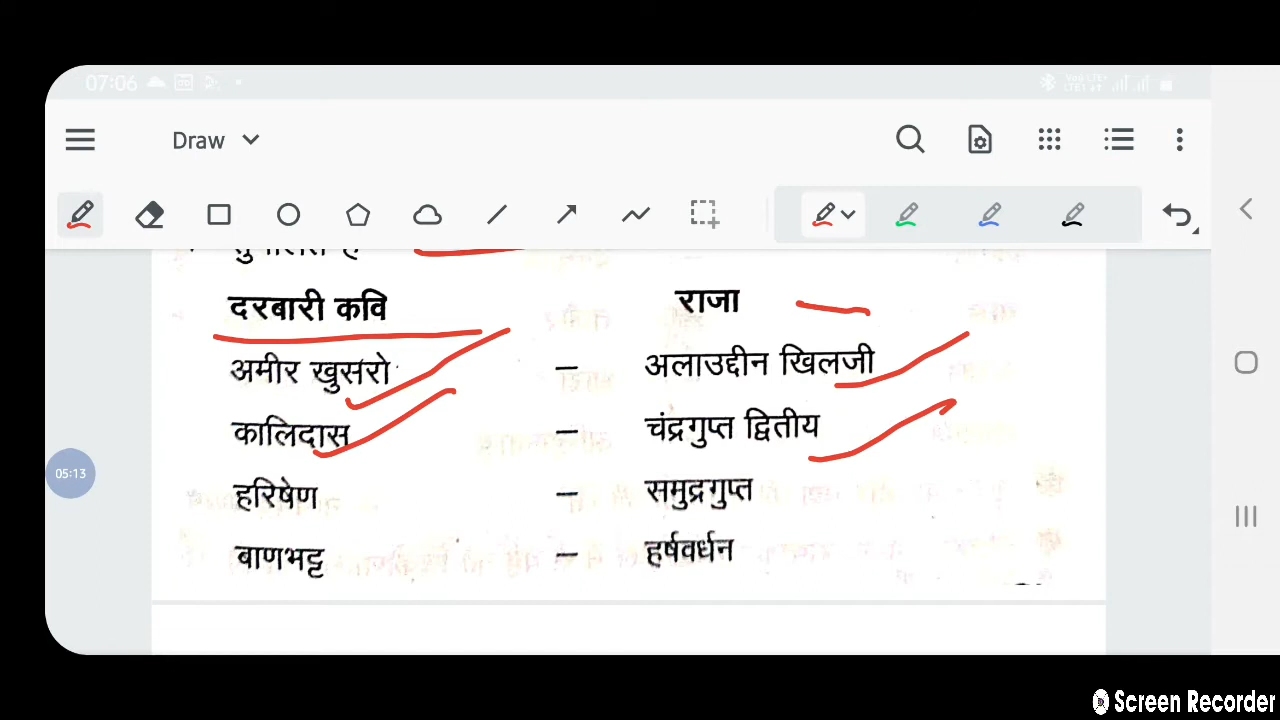 07:06
Draw
दरबारी कवि राजा
अमीर खुसरो – अलाउद्दीन खिलजी
कालिदास – चंद्रगुप्त द्वितीय
05:13
हरिषेण – समुद्रगुप्त
बाणभट्ट – हर्षवर्धन
Screen Recorder